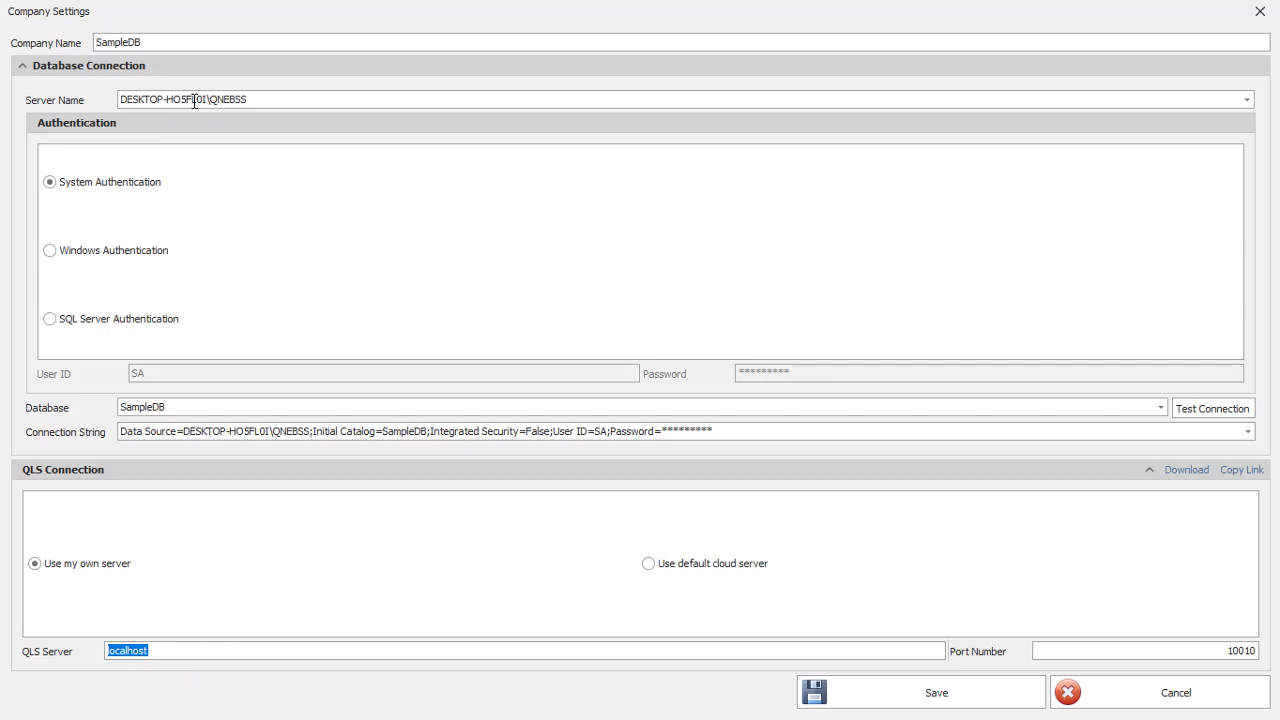 Company Settings
Company Name SampleDB
Database Connection
Server Name DESKTOP-HO5FL0I\QNEBSS
Authentication
System Authentication
Windows Authentication
SQL Server Authentication
User ID SA Password *********
Database SampleDB Test Connection
Connection String Data Source=DESKTOP-HO5FL0I\QNEBSS;Initial Catalog=SampleDB;Integrated Security=False;User ID=SA;Password=*********
QLS Connection Download Copy Link
Use my own server Use default cloud server
QLS Server localhost Port Number 10010
Save Cancel